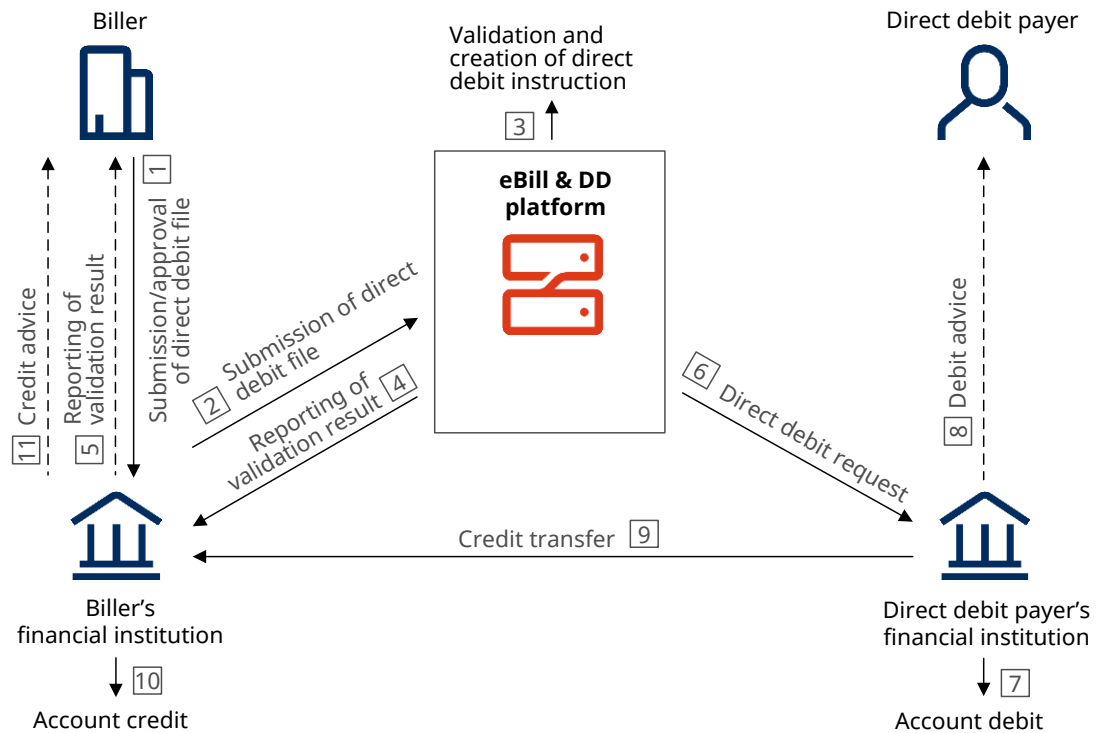 Biller
Validation and
creation of direct
debit instruction
Direct debit payer
3
eBill & DD
platform
1
Submission/approval
of direct debit file
5
Reporting of
validation result
11
Credit advice
2
Submission of direct
debit file
Reporting of
validation result
4
6
Direct debit request
8
Debit advice
Credit transfer
9
Biller’s
financial institution
Direct debit payer’s
financial institution
10
7
Account credit
Account debit